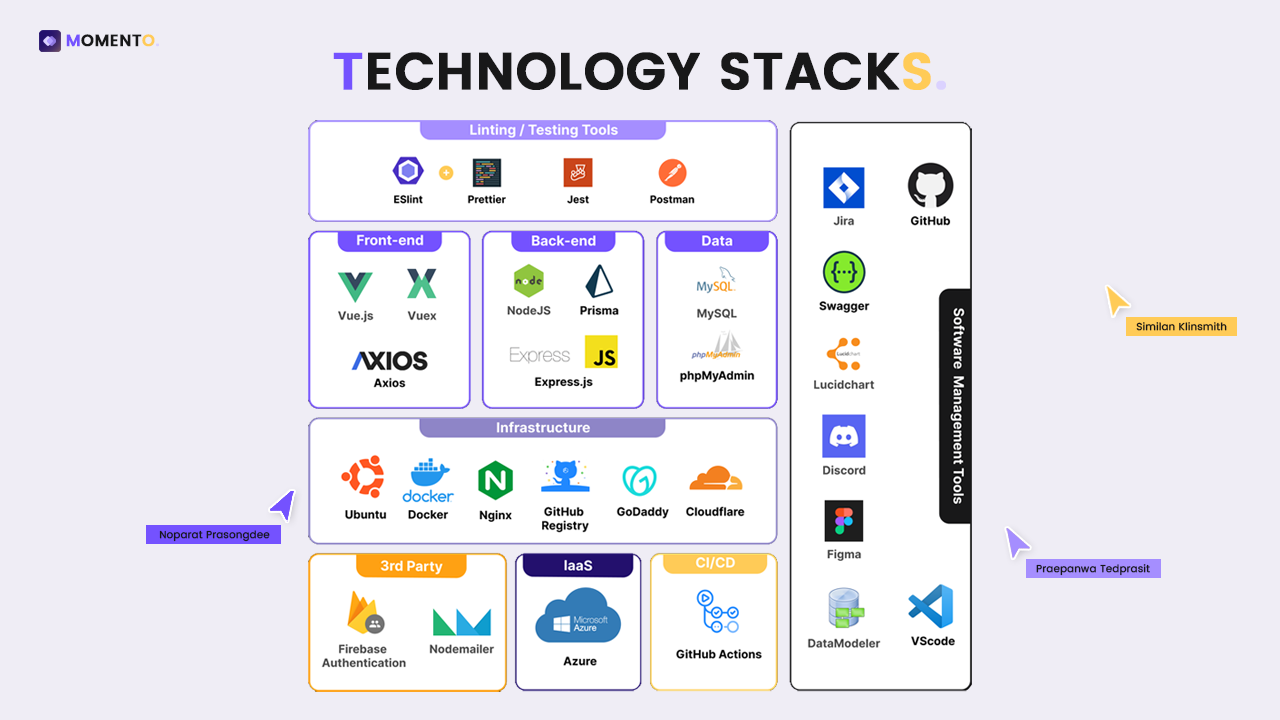 MOMENTO.
TECHNOLOGY STACKS.
Linting / Testing Tools
ESlint
Prettier
Jest
Postman
Front-end
Vue.js
Vuex
AXIOS
Axios
Back-end
node
NodeJS
Prisma
Express
JS
Express.js
Data
MySQL
MySQL
phpMyAdmin
phpMyAdmin
Infrastructure
Ubuntu
docker
Docker
Nginx
GitHub
Registry
GoDaddy
Cloudflare
3rd Party
Firebase
Authentication
Nodemailer
IaaS
Microsoft
Azure
Azure
CI/CD
GitHub Actions
Software Management Tools
Jira
GitHub
Swagger
Lucidchart
Lucidchart
Discord
Figma
DataModeler
VScode
Similan Klinsmith
Noparat Prasongdee
Praepanwa Tedprasit